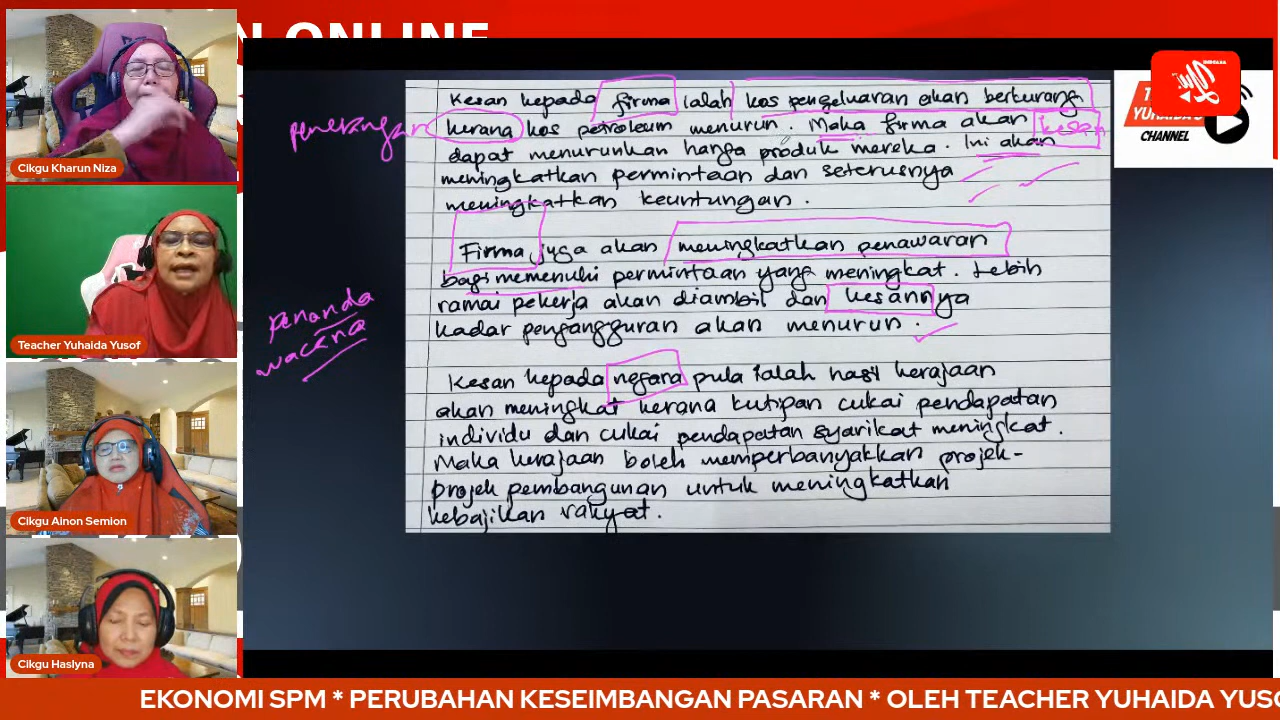 N ONLINE
Kesan kepada firma ialah kos pengeluaran akan berkurang
kerana kos petroleum menurun. Maka firma akan
kesan
dapat menurunkan harga produk mereka. Ini akan
meningkatkan permintaan dan seterusnya
meningkatkan keuntungan.
penerangan
Firma juga akan meningkatkan penawaran
bagi memenuhi permintaan yang meningkat. Lebih
ramai pekerja akan diambil dan kesannya
kadar pengangguran akan menurun.
penanda
wacana
Kesan kepada negara pula ialah hasil kerajaan
akan meningkat kerana kutipan cukai pendapatan
individu dan cukai pendapatan syarikat meningkat.
Maka kerajaan boleh memperbanyakkan projek-
projek pembangunan untuk meningkatkan
kebajikan rakyat.
YUHAIDA'S
CHANNEL
Cikgu Kharun Niza
Teacher Yuhaida Yusof
Cikgu Ainon Semion
Cikgu Haslyna
EKONOMI SPM * PERUBAHAN KESEIMBANGAN PASARAN * OLEH TEACHER YUHAIDA YUSO